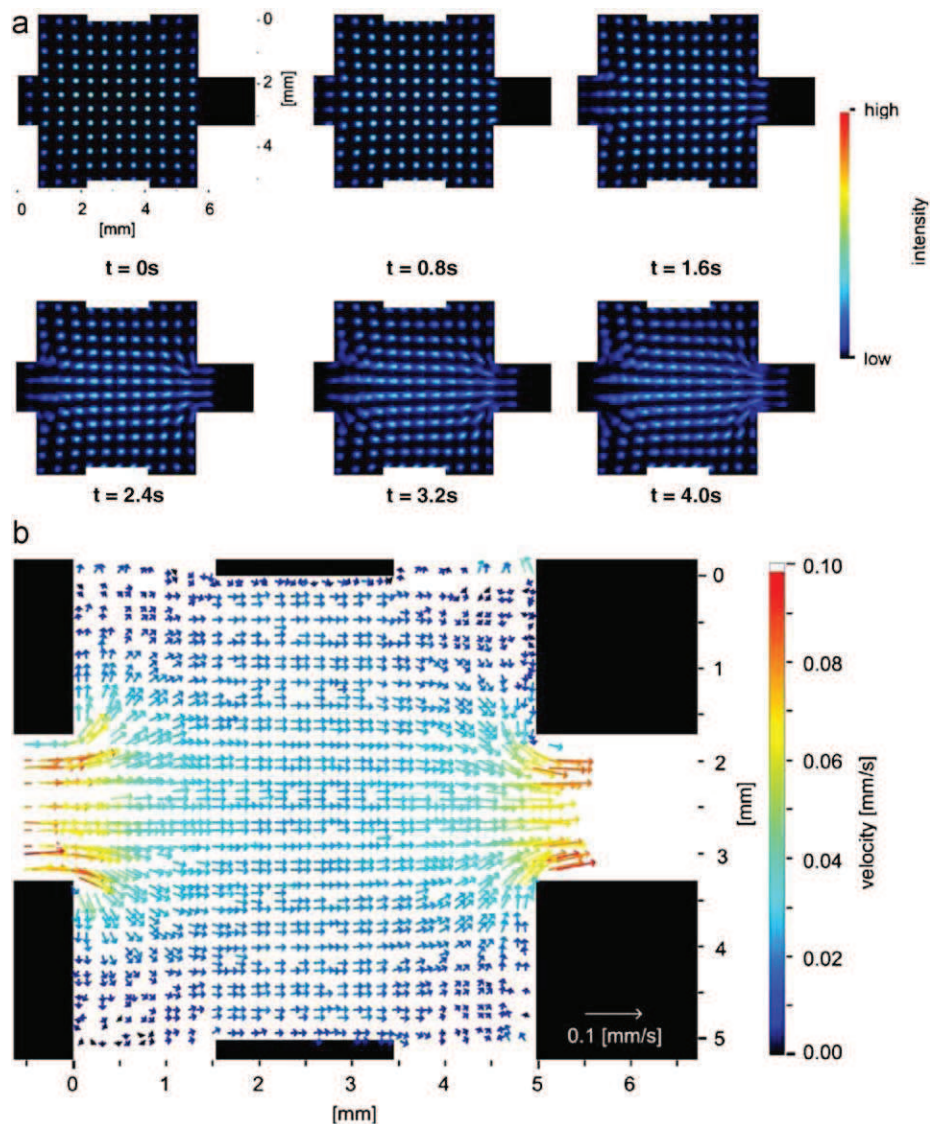 a
0
2
4
[mm]
0 2 4 6
[mm]
high
low
intensity
t = 0s
t = 0.8s
t = 1.6s
t = 2.4s
t = 3.2s
t = 4.0s
b
0
1
2
3
4
5
[mm]
0.1 [mm/s]
0 1 2 3 4 5 6
[mm]
0.10
0.08
0.06
0.04
0.02
0.00
velocity [mm/s]